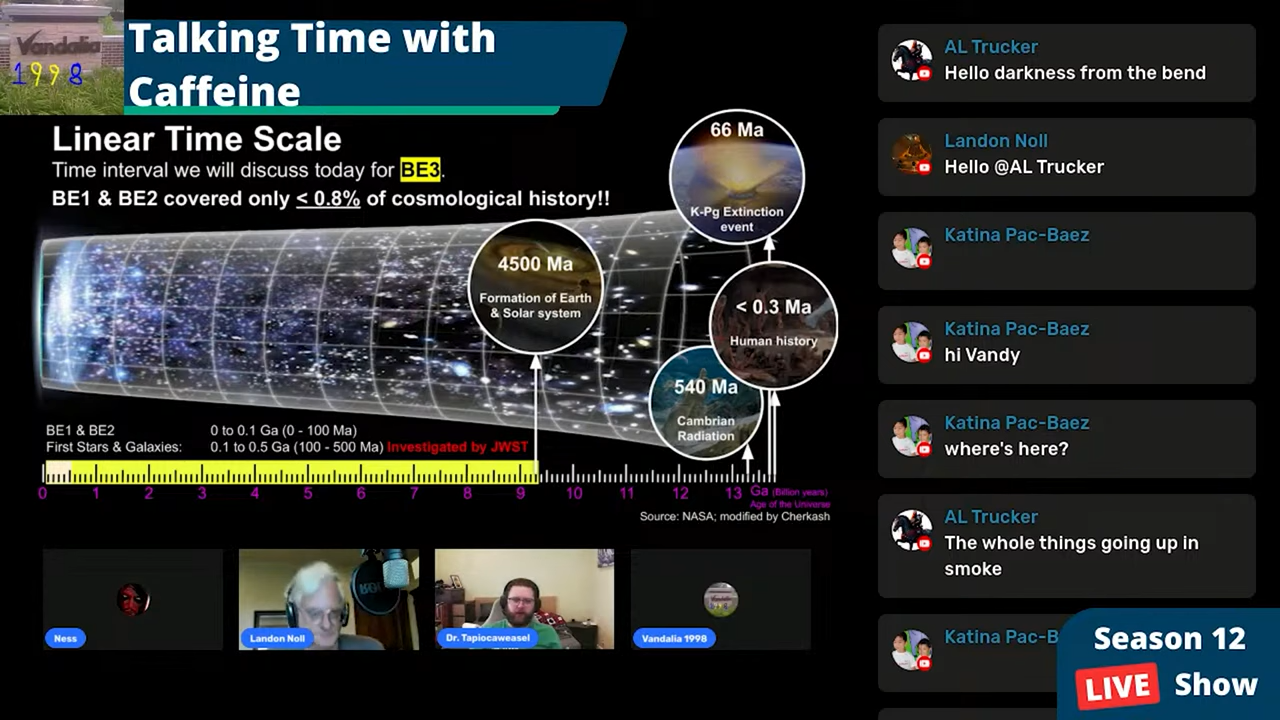 Vandalia
1998
Talking Time with
Caffeine
Linear Time Scale
Time interval we will discuss today for BE3.
BE1 & BE2 covered only < 0.8% of cosmological history!!
66 Ma
K-Pg Extinction
event
4500 Ma
Formation of Earth
& Solar system
< 0.3 Ma
Human history
540 Ma
Cambrian
Radiation
BE1 & BE2 0 to 0.1 Ga (0 - 100 Ma)
First Stars & Galaxies: 0.1 to 0.5 Ga (100 - 500 Ma) Investigated by JWST
0 1 2 3 4 5 6 7 8 9 10 11 12 13 Ga (Billion years)
Age of the Universe
Source: NASA; modified by Cherkash
Ness
Landon Noll
Dr. Tapiocaweasel
Vandalia 1998
AL Trucker
Hello darkness from the bend
Landon Noll
Hello @AL Trucker
Katina Pac-Baez
Katina Pac-Baez
hi Vandy
Katina Pac-Baez
where's here?
AL Trucker
The whole things going up in
smoke
Katina Pac-B
Season 12
LIVE Show